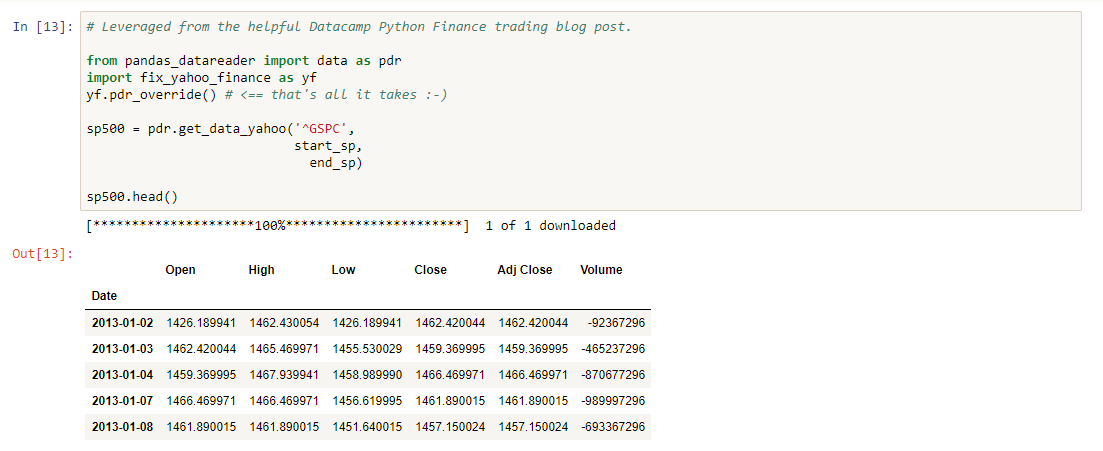 In [13]: # Leveraged from the helpful Datacamp Python Finance trading blog post.
from pandas_datareader import data as pdr
import fix_yahoo_finance as yf
yf.pdr_override() # <== that's all it takes :-)
sp500 = pdr.get_data_yahoo('^GSPC',
start_sp,
end_sp)
sp500.head()
[*********************100%***********************] 1 of 1 downloaded
Out[13]:
Open High Low Close Adj Close Volume
Date
2013-01-02 1426.189941 1462.430054 1426.189941 1462.420044 1462.420044 -92367296
2013-01-03 1462.420044 1465.469971 1455.530029 1459.369995 1459.369995 -465237296
2013-01-04 1459.369995 1467.939941 1458.989990 1466.469971 1466.469971 -870677296
2013-01-07 1466.469971 1466.469971 1456.619995 1461.890015 1461.890015 -989997296
2013-01-08 1461.890015 1461.890015 1451.640015 1457.150024 1457.150024 -693367296